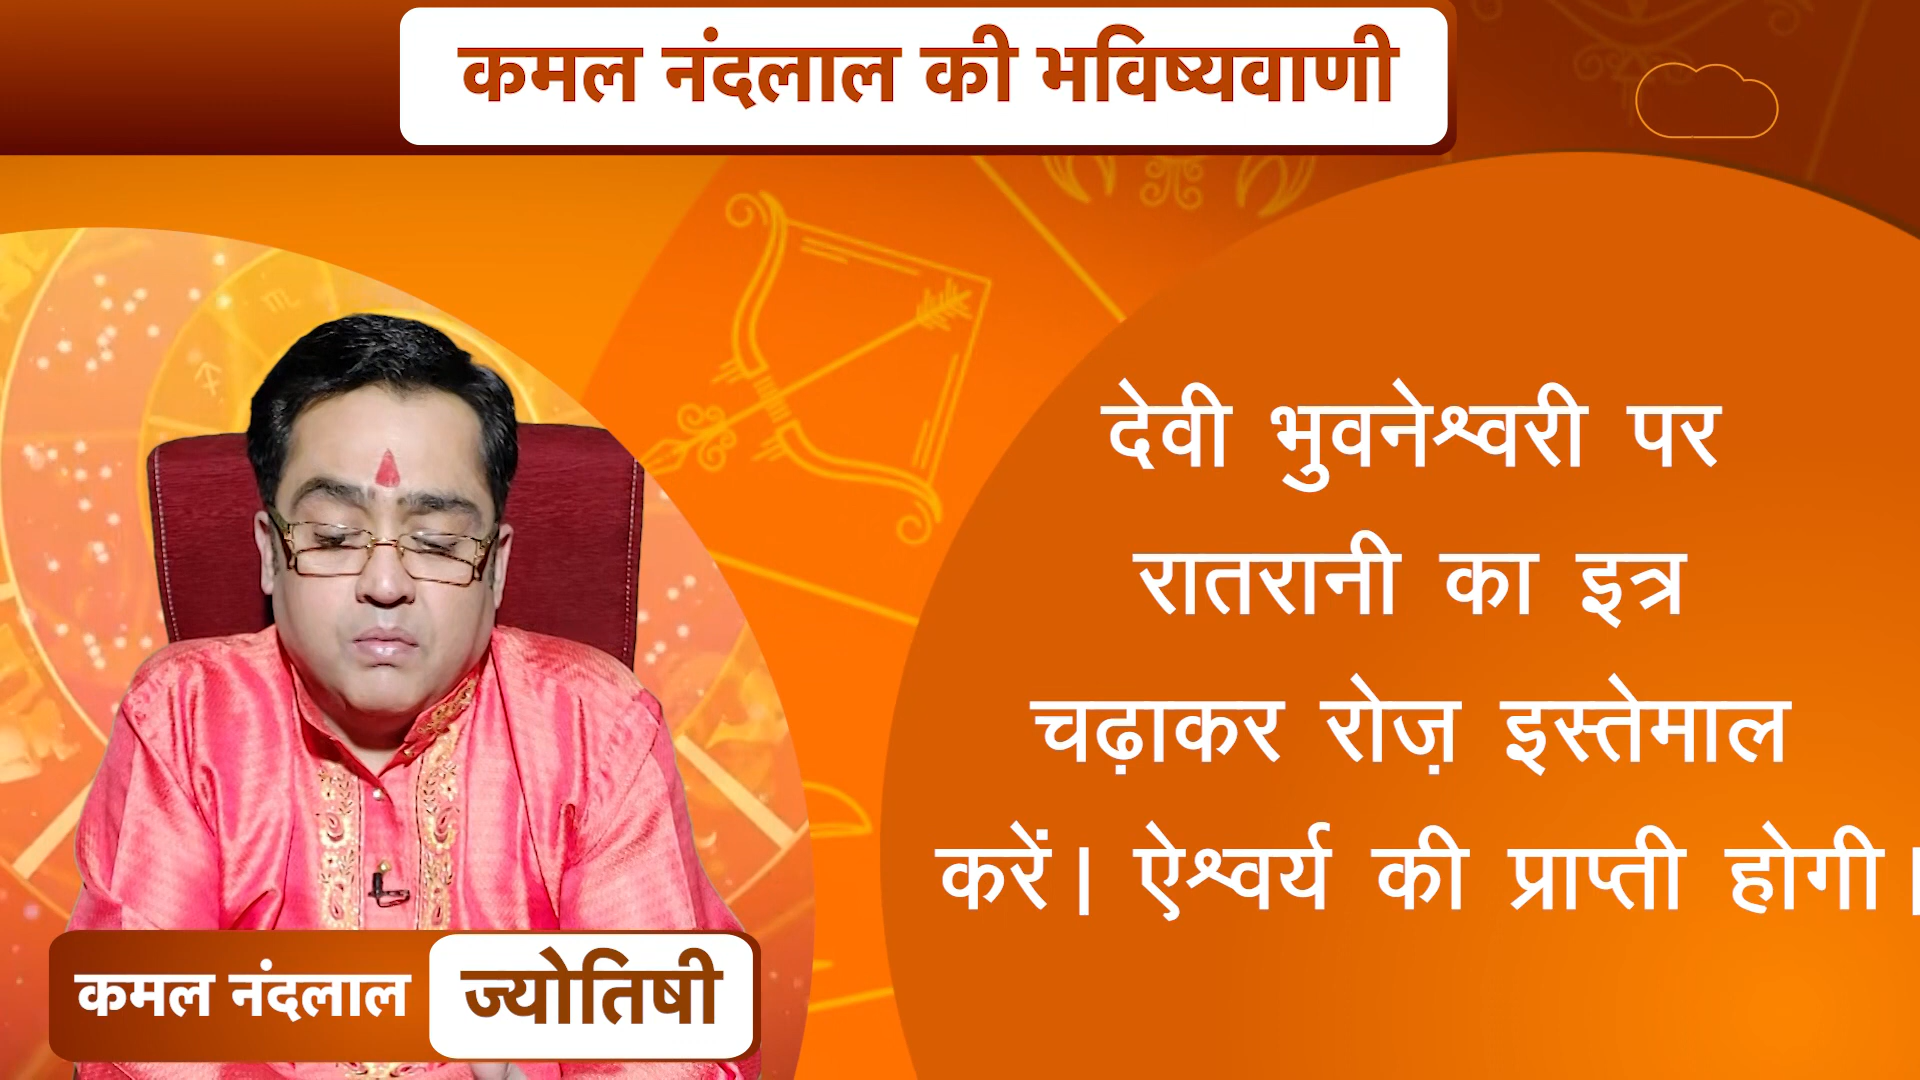 कमल नंदलाल की भविष्यवाणी
देवी भुवनेश्वरी पर
रातरानी का इत्र
चढ़ाकर रोज़ इस्तेमाल
करें। ऐश्वर्य की प्राप्ती होगी।
कमल नंदलाल ज्योतिषी